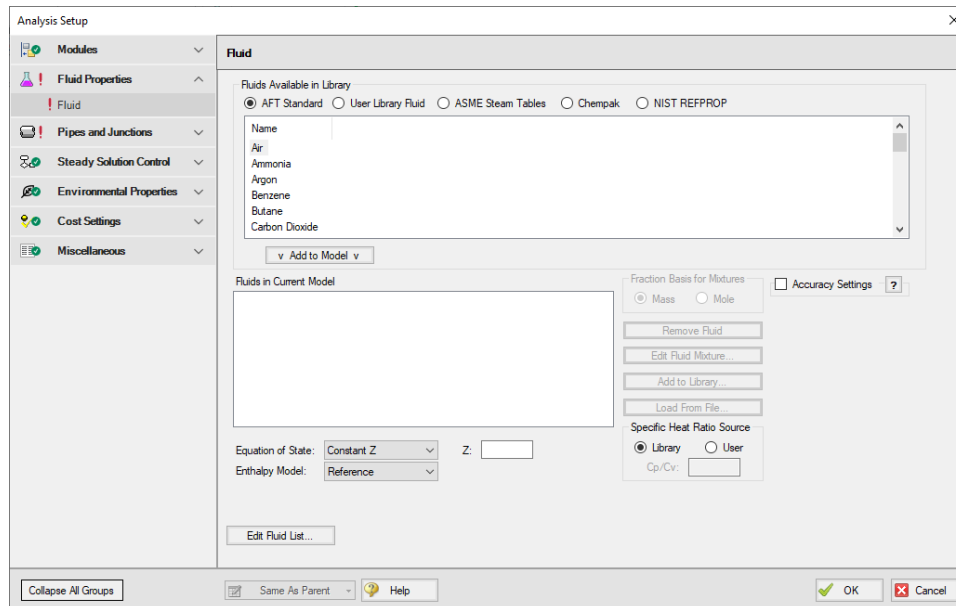 Analysis Setup
Modules
Fluid Properties
Fluid
Pipes and Junctions
Steady Solution Control
Environmental Properties
Cost Settings
Miscellaneous
Collapse All Groups
Fluid
Fluids Available in Library
AFT Standard User Library Fluid ASME Steam Tables Chempak NIST REFPROP
Name
Air
Ammonia
Argon
Benzene
Butane
Carbon Dioxide
v Add to Model v
Fluids in Current Model
Fraction Basis for Mixtures
Mass Mole
Accuracy Settings ?
Remove Fluid
Edit Fluid Mixture...
Add to Library...
Load From File...
Specific Heat Ratio Source
Library User
Cp/Cv:
Equation of State: Constant Z Z:
Enthalpy Model: Reference
Edit Fluid List...
Same As Parent Help OK Cancel